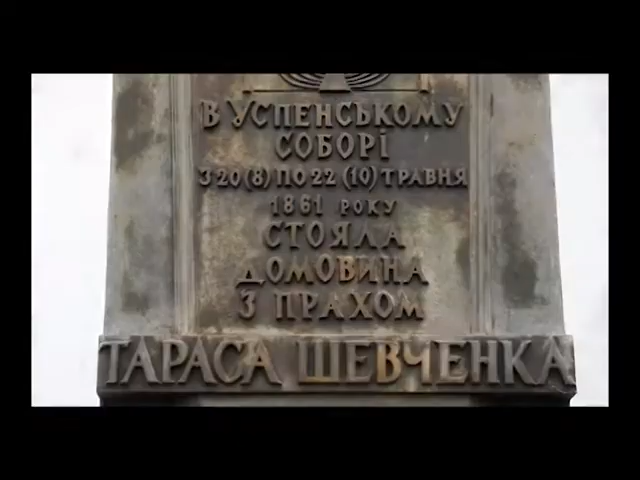 В УСПЕНСЬКОМУ
СОБОРІ
З 20(8) ПО 22 (10) ТРАВНЯ
1861 РОКУ
СТОЯЛА
ДОМОВИНА
З ПРАХОМ
ТАРАСА ШЕВЧЕНКА